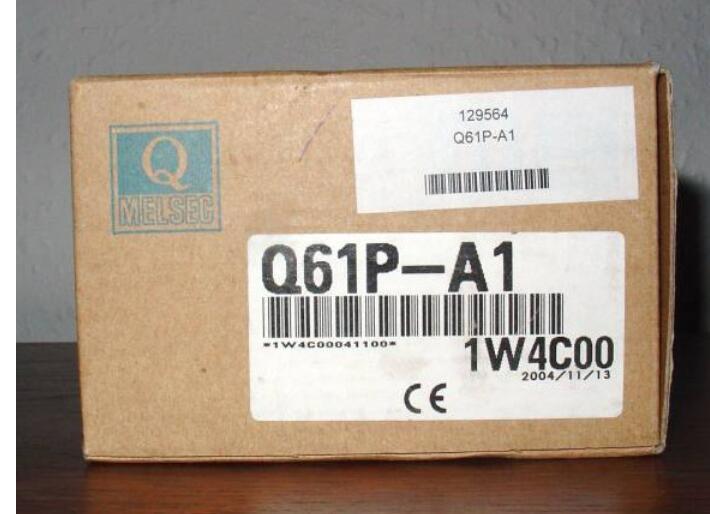 Q
MELSEC
129564
Q61P-A1
Q61P-A1
*1W4C00041100*
1W4C00
2004/11/13
CE